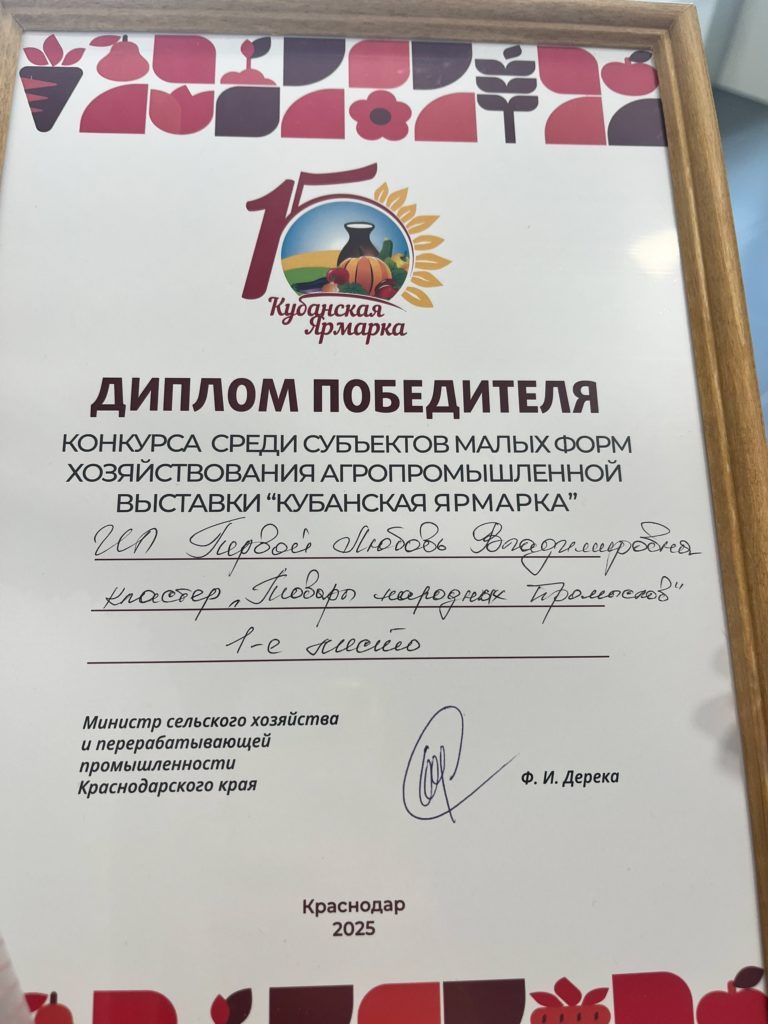 15
Кубанская
Ярмарка
ДИПЛОМ ПОБЕДИТЕЛЯ
КОНКУРСА СРЕДИ СУБЪЕКТОВ МАЛЫХ ФОРМ
ХОЗЯЙСТВОВАНИЯ АГРОПРОМЫШЛЕННОЙ
ВЫСТАВКИ “КУБАНСКАЯ ЯРМАРКА”
ИП Первой Любовь Владимировна
кластер „Товары народных промыслов“
1-е место
Министр сельского хозяйства
и перерабатывающей
промышленности
Краснодарского края
Ф. И. Дерека
Краснодар
2025